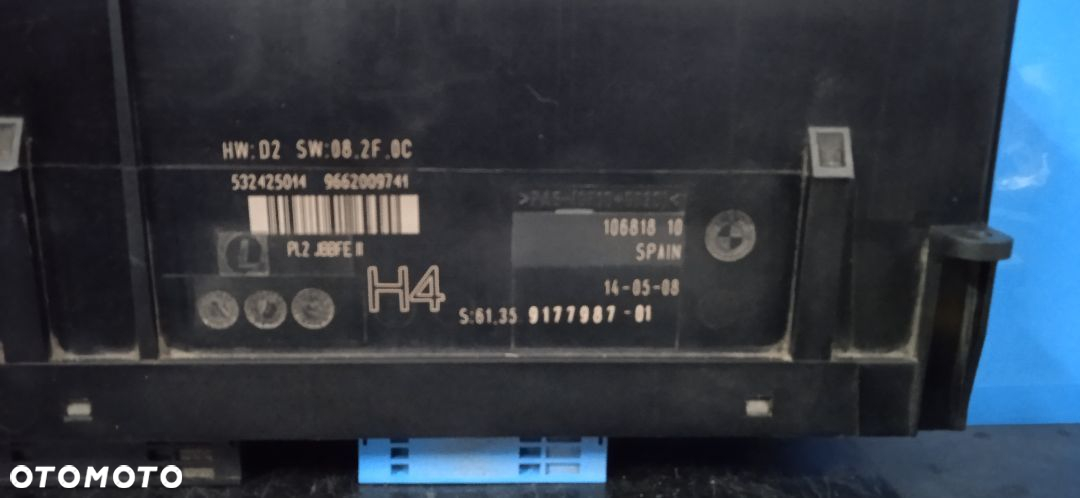 HW:D2 SW:08.2F.0C
532425014 9662009741
PL2 JBBFE II
H4
106818 10
SPAIN
14-05-08
S:61.35 9177987-01
OTOMOTO